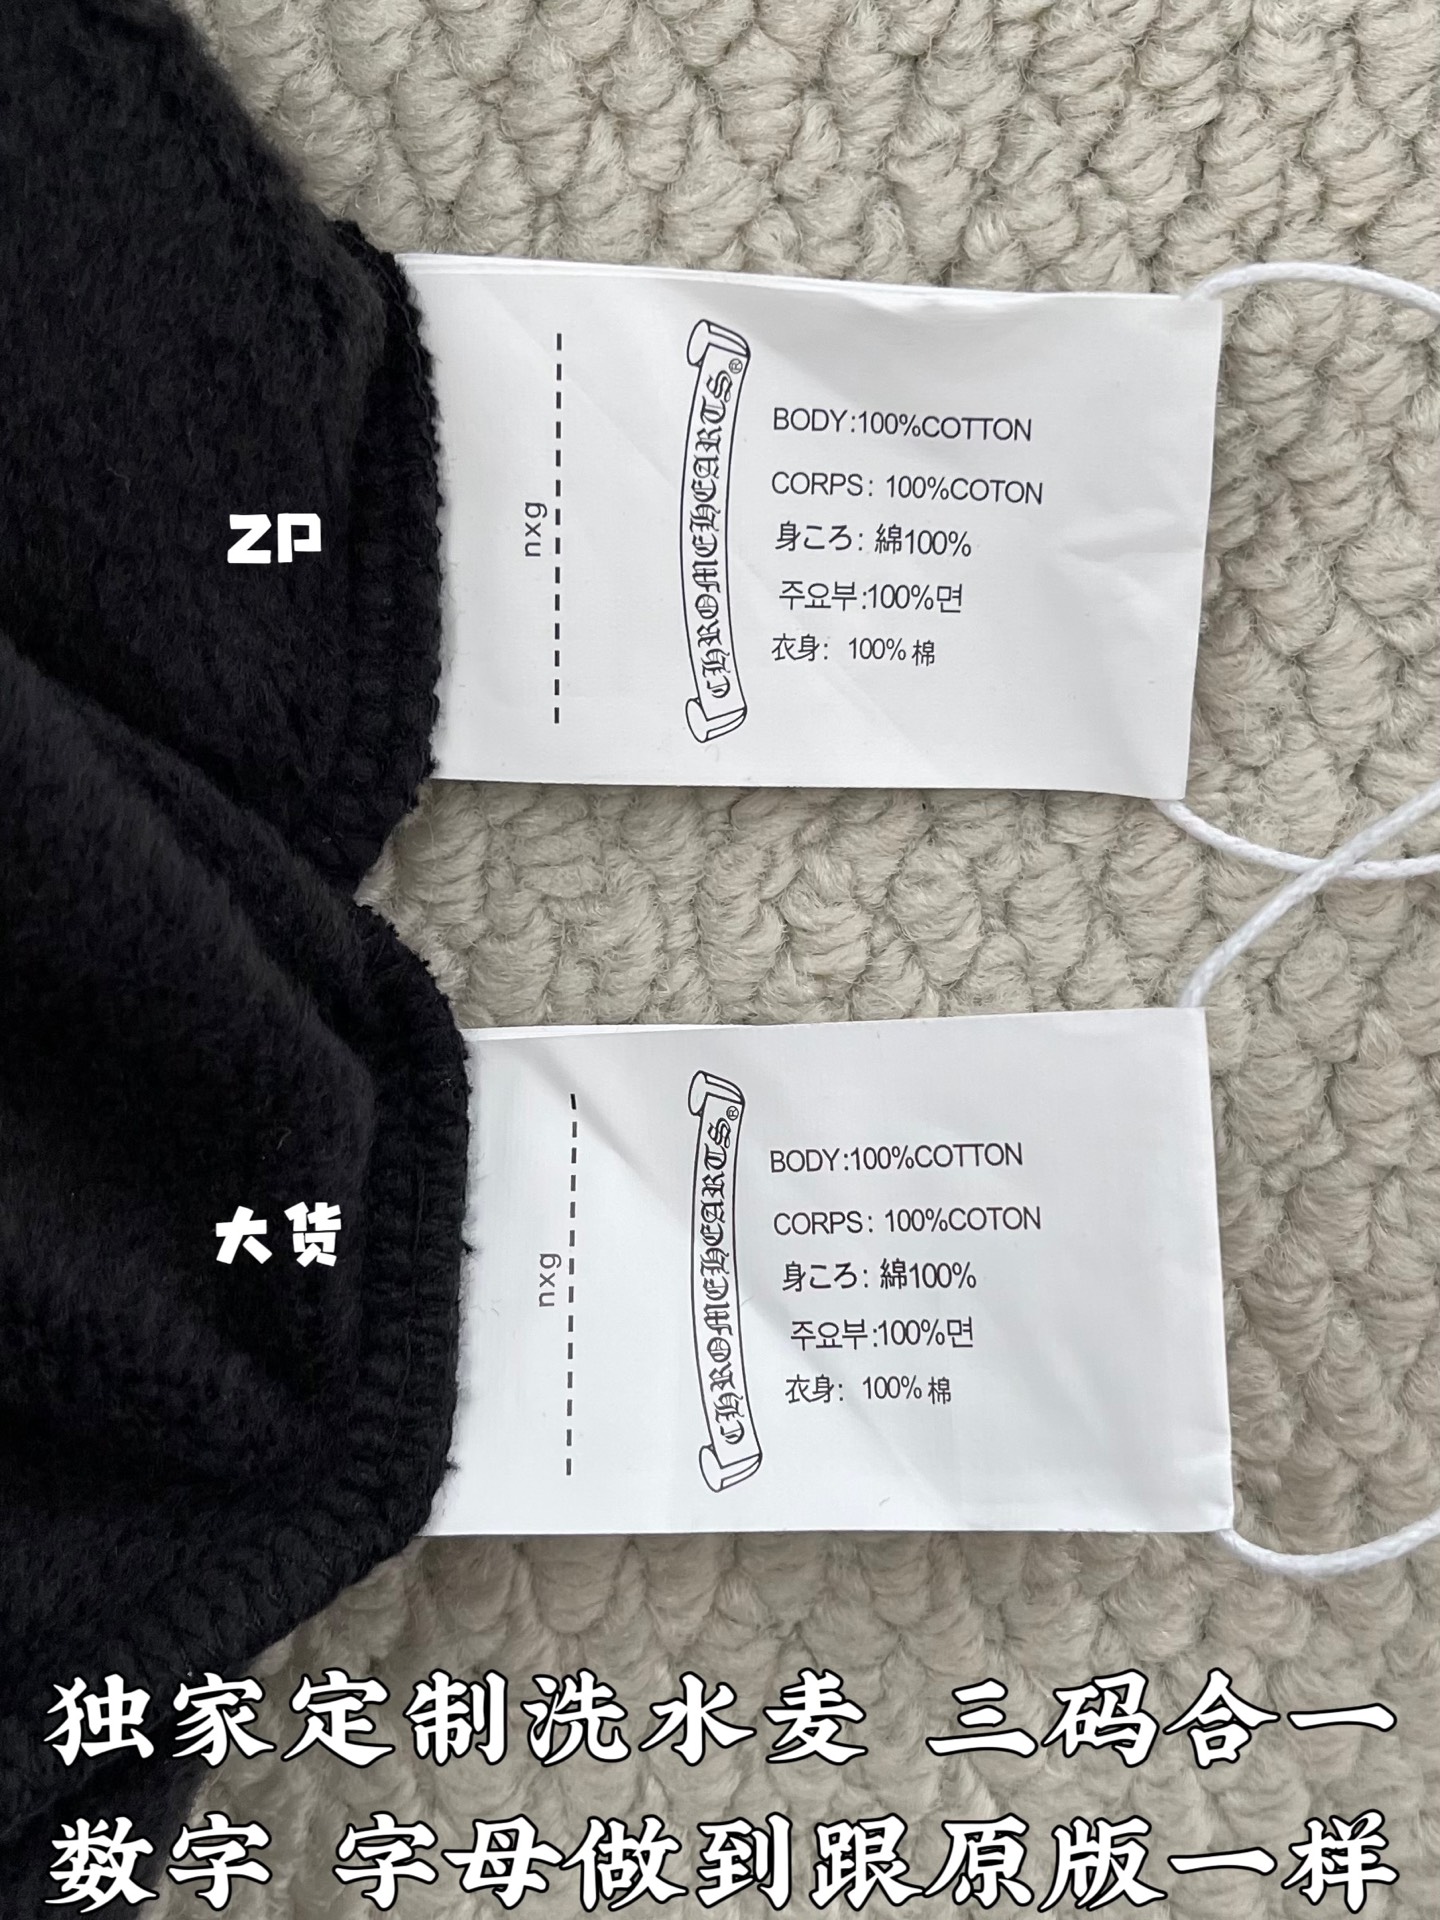 nxg
CHROME HEARTS®
BODY:100%COTTON
CORPS: 100%COTON
身ころ: 綿100%
주요부:100%면
衣身: 100% 棉
ZP
nxg
CHROME HEARTS®
BODY:100%COTTON
CORPS: 100%COTON
身ころ: 綿100%
주요부:100%면
衣身: 100% 棉
大货
独家定制洗水麦 三码合一
数字 字母做到跟原版一样